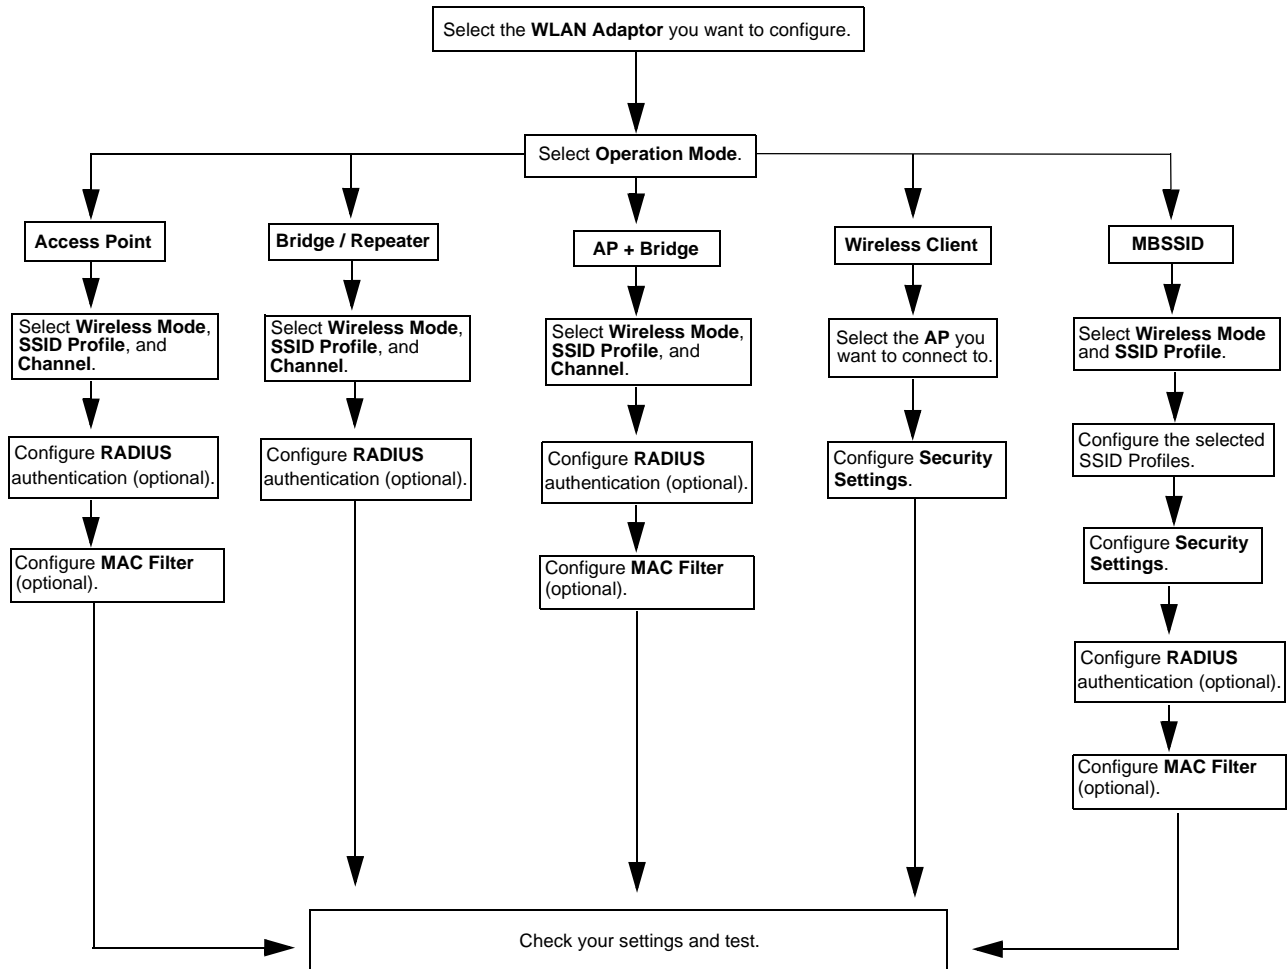 Select the WLAN Adaptor you want to configure.
Select Operation Mode.
Access Point
Select Wireless Mode,
SSID Profile, and
Channel.
Configure RADIUS
authentication (optional).
Configure MAC Filter
(optional).
Bridge / Repeater
Select Wireless Mode,
SSID Profile, and
Channel.
Configure RADIUS
authentication (optional).
AP + Bridge
Select Wireless Mode,
SSID Profile, and
Channel.
Configure RADIUS
authentication (optional).
Configure MAC Filter
(optional).
Wireless Client
Select the AP you
want to connect to.
Configure Security
Settings.
MBSSID
Select Wireless Mode
and SSID Profile.
Configure the selected
SSID Profiles.
Configure Security
Settings.
Configure RADIUS
authentication (optional).
Configure MAC Filter
(optional).
Check your settings and test.